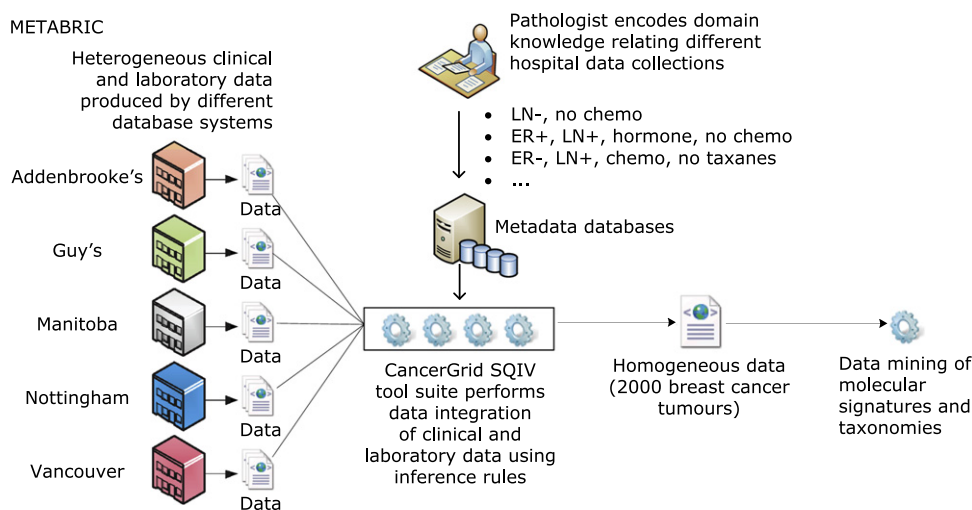 METABRIC
Heterogeneous clinical
and laboratory data
produced by different
database systems
Addenbrooke's
Data
Guy's
Data
Manitoba
Data
Nottingham
Data
Vancouver
Data
Pathologist encodes domain
knowledge relating different
hospital data collections
• LN-, no chemo
• ER+, LN+, hormone, no chemo
• ER-, LN+, chemo, no taxanes
• ...
Metadata databases
CancerGrid SQIV
tool suite performs
data integration
of clinical and
laboratory data using
inference rules
Homogeneous data
(2000 breast cancer
tumours)
Data mining of
molecular
signatures and
taxonomies